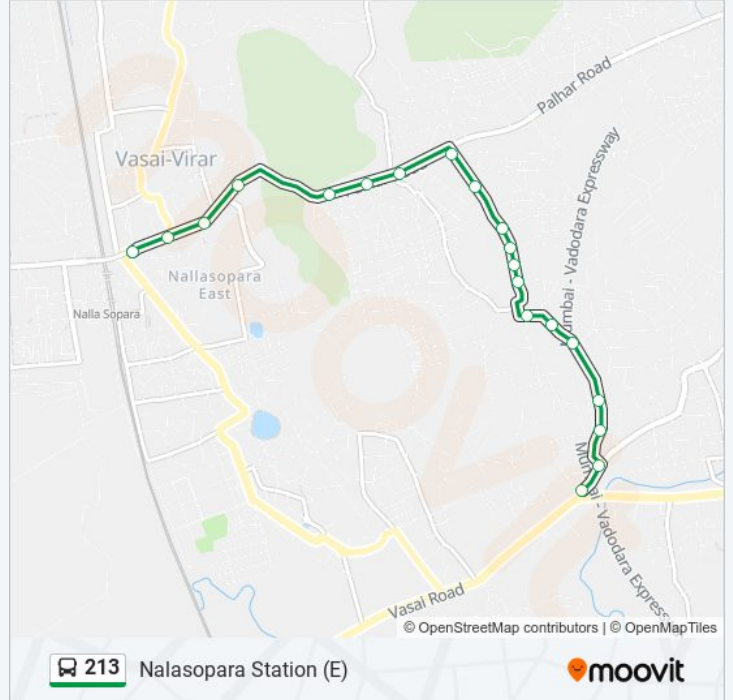 Palhar Road
Vasai-Virar
Mumbai - Vadodara Expressway
Nallasopara
East
Nalla Sopara
Mumbai - Vadodara Express
Vasai Road
© OpenStreetMap contributors | © OpenMapTiles
213 Nalasopara Station (E)
moovit